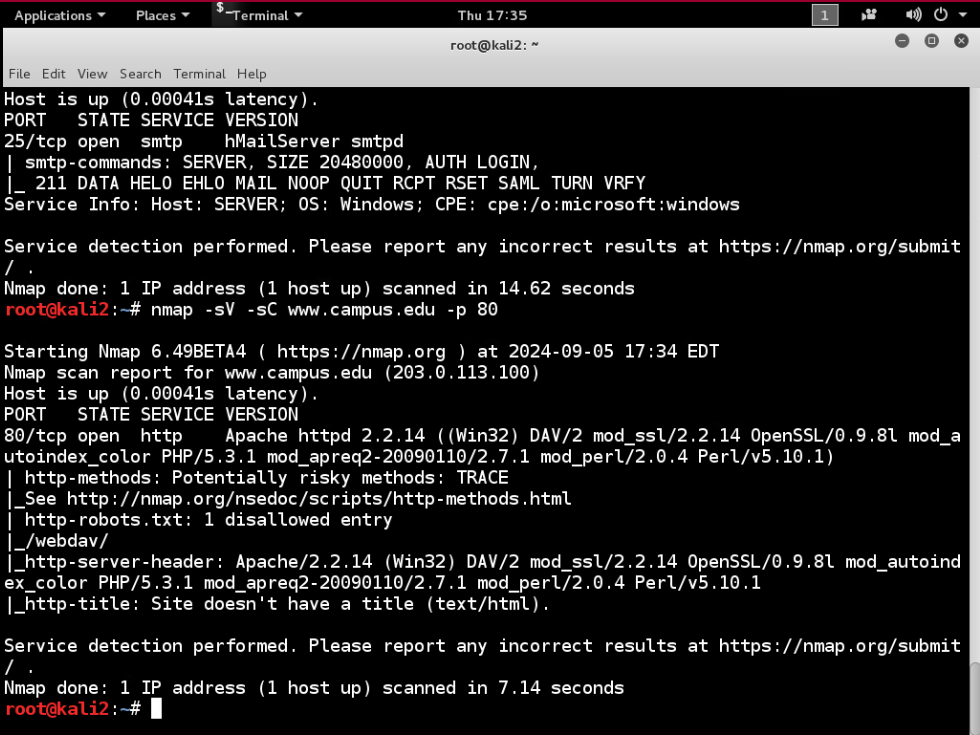 Applications Places Terminal Thu 17:35 1
root@kali2: ~
File Edit View Search Terminal Help
Host is up (0.00041s latency).
PORT   STATE SERVICE VERSION
25/tcp open  smtp    hMailServer smtpd
| smtp-commands: SERVER, SIZE 20480000, AUTH LOGIN,
|_ 211 DATA HELO EHLO MAIL NOOP QUIT RCPT RSET SAML TURN VRFY
Service Info: Host: SERVER; OS: Windows; CPE: cpe:/o:microsoft:windows
Service detection performed. Please report any incorrect results at https://nmap.org/submit
/ .
Nmap done: 1 IP address (1 host up) scanned in 14.62 seconds
root@kali2:~# nmap -sV -sC www.campus.edu -p 80
Starting Nmap 6.49BETA4 ( https://nmap.org ) at 2024-09-05 17:34 EDT
Nmap scan report for www.campus.edu (203.0.113.100)
Host is up (0.00041s latency).
PORT   STATE SERVICE VERSION
80/tcp open  http    Apache httpd 2.2.14 ((Win32) DAV/2 mod_ssl/2.2.14 OpenSSL/0.9.8l mod_a
utoindex_color PHP/5.3.1 mod_apreq2-20090110/2.7.1 mod_perl/2.0.4 Perl/v5.10.1)
| http-methods: Potentially risky methods: TRACE
|_See http://nmap.org/nsedoc/scripts/http-methods.html
| http-robots.txt: 1 disallowed entry
|_/webdav/
|_http-server-header: Apache/2.2.14 (Win32) DAV/2 mod_ssl/2.2.14 OpenSSL/0.9.8l mod_autoind
ex_color PHP/5.3.1 mod_apreq2-20090110/2.7.1 mod_perl/2.0.4 Perl/v5.10.1
|_http-title: Site doesn't have a title (text/html).
Service detection performed. Please report any incorrect results at https://nmap.org/submit
/ .
Nmap done: 1 IP address (1 host up) scanned in 7.14 seconds
root@kali2:~#